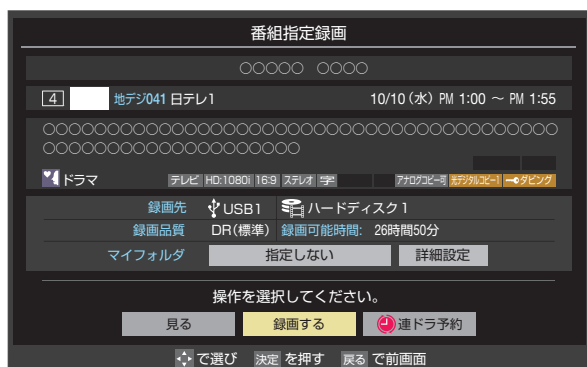 番組指定録画
○○○○○ ○○○○
4 地デジ041 日テレ1 10/10(水) PM 1:00 ～ PM 1:55
○○○○○○○○○○○○○○○○○○○○○○○○○○○○○○○○○○○○○○○○
○○○○○○○○○○○○○○○○○○○○
ドラマ テレビ HD:1080i 16:9 ステレオ 字 アナログコピー可 光デジタルコピー1 ダビング
録画先 USB1 ハードディスク1
録画品質 DR(標準) 録画可能時間: 26時間50分
マイフォルダ 指定しない 詳細設定
操作を選択してください。
見る 録画する 連ドラ予約
で選び 決定 を押す 戻る で前画面